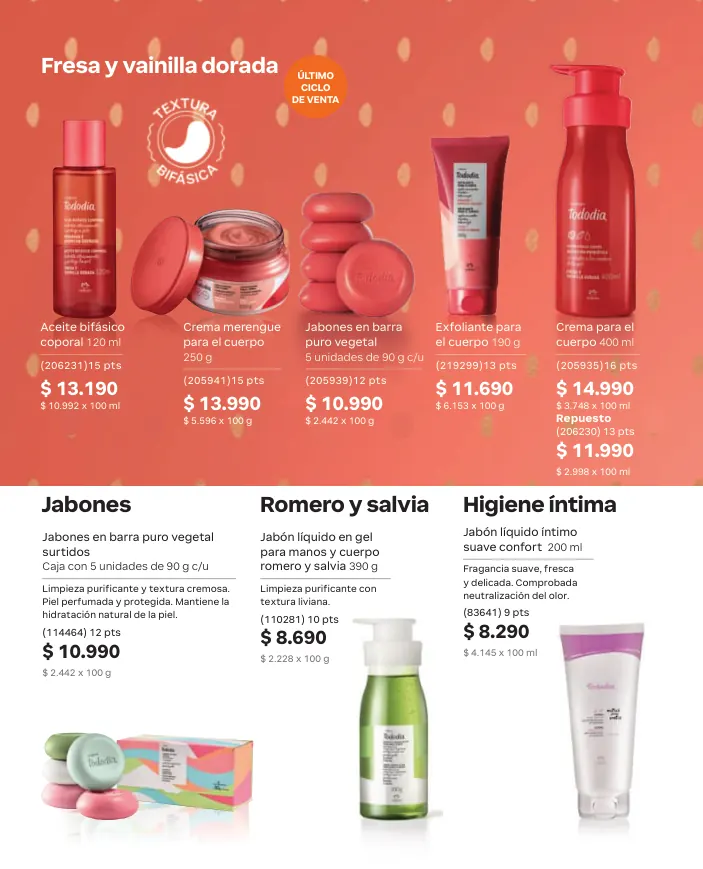 Fresa y vainilla dorada
ÚLTIMO
CICLO
DE VENTA
TEXTURA
BIFÁSICA
Tododia
Tododia
Tododia
Aceite bifásico
coporal 120 ml
(206231)15 pts
$ 13.190
$ 10.992 x 100 ml
Crema merengue
para el cuerpo
250 g
(205941)15 pts
$ 13.990
$ 5.596 x 100 g
Jabones en barra
puro vegetal
5 unidades de 90 g c/u
(205939)12 pts
$ 10.990
$ 2.442 x 100 g
Exfoliante para
el cuerpo 190 g
(219299)13 pts
$ 11.690
$ 6.153 x 100 g
Crema para el
cuerpo 400 ml
(205935)16 pts
$ 14.990
$ 3.748 x 100 ml
Repuesto
(206230) 13 pts
$ 11.990
$ 2.998 x 100 ml
Jabones
Jabones en barra puro vegetal
surtidos
Caja con 5 unidades de 90 g c/u
Limpieza purificante y textura cremosa.
Piel perfumada y protegida. Mantiene la
hidratación natural de la piel.
(114464) 12 pts
$ 10.990
$ 2.442 x 100 g
Romero y salvia
Jabón líquido en gel
para manos y cuerpo
romero y salvia 390 g
Limpieza purificante con
textura liviana.
(110281) 10 pts
$ 8.690
$ 2.228 x 100 g
Higiene íntima
Jabón líquido íntimo
suave confort 200 ml
Fragancia suave, fresca
y delicada. Comprobada
neutralización del olor.
(83641) 9 pts
$ 8.290
$ 4.145 x 100 ml
Tododia
Tododia
Tododia